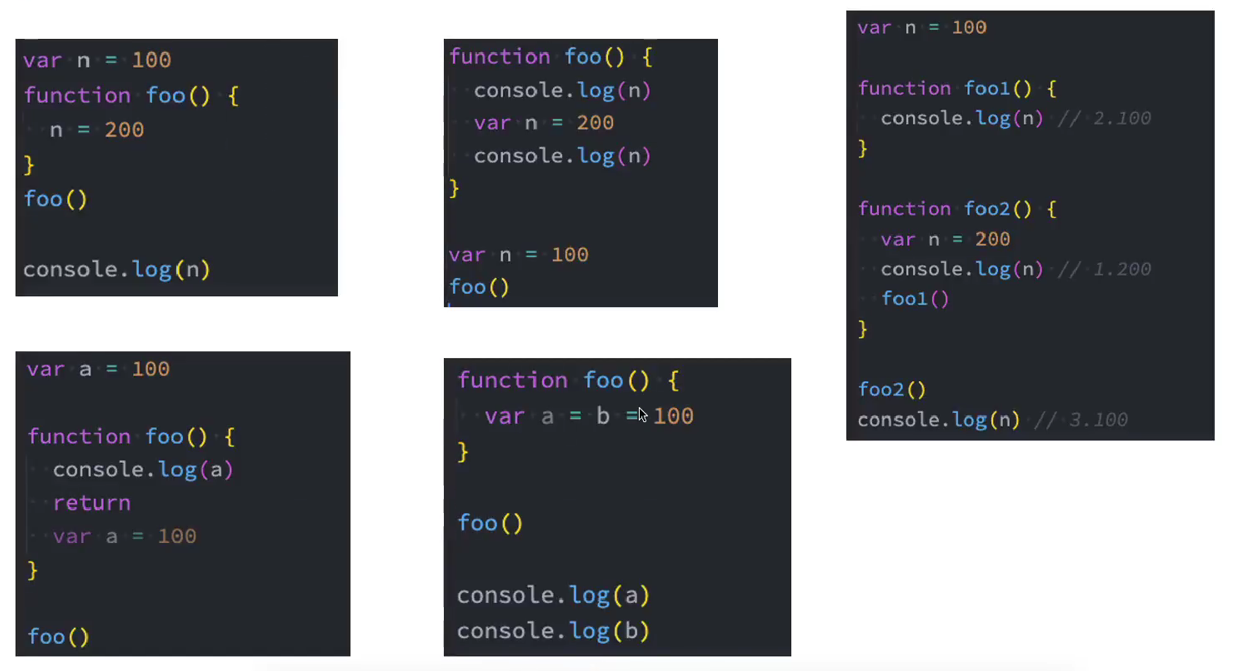 var n = 100
function foo() {
  n = 200
}
foo()

console.log(n)

function foo() {
  console.log(n)
  var n = 200
  console.log(n)
}

var n = 100
foo()

var n = 100

function foo1() {
  console.log(n) // 2.100
}

function foo2() {
  var n = 200
  console.log(n) // 1.200
  foo1()
}

foo2()
console.log(n) // 3.100

var a = 100

function foo() {
  console.log(a)
  return
  var a = 100
}

foo()

function foo() {
  var a = b = 100
}

foo()

console.log(a)
console.log(b)